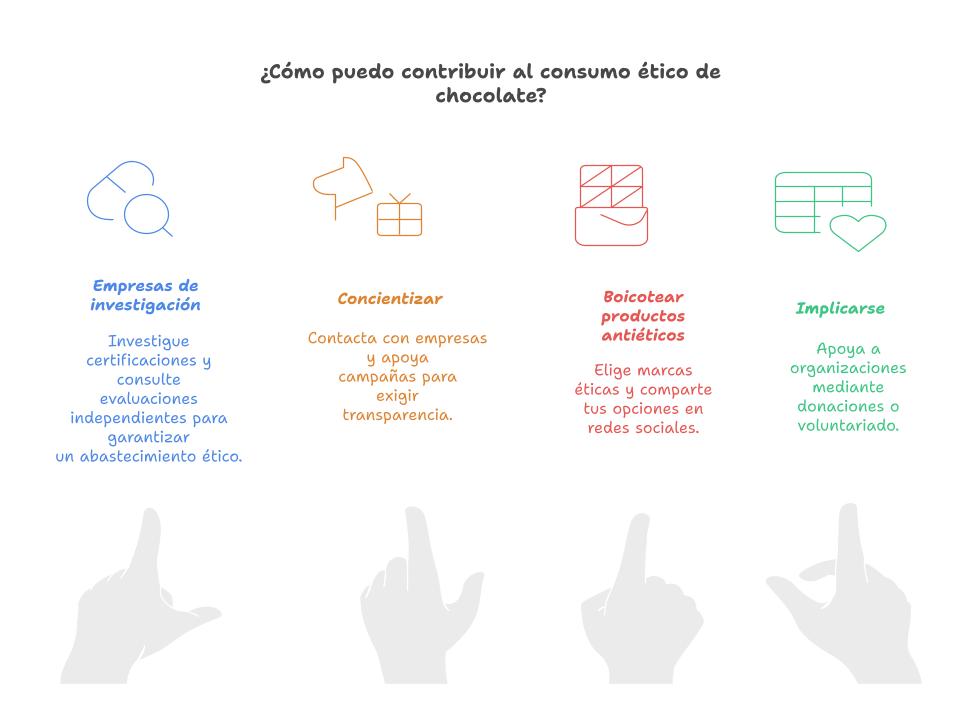 ¿Cómo puedo contribuir al consumo ético de
chocolate?
Empresas de
investigación
Investigue
certificaciones y
consulte
evaluaciones
independientes para
garantizar
un abastecimiento ético.
Concientizar
Contacta con empresas
y apoya
campañas para
exigir
transparencia.
Boicotear
productos
antiéticos
Elige marcas
éticas y comparte
tus opciones en
redes sociales.
Implicarse
Apoya a
organizaciones
mediante
donaciones o
voluntariado.